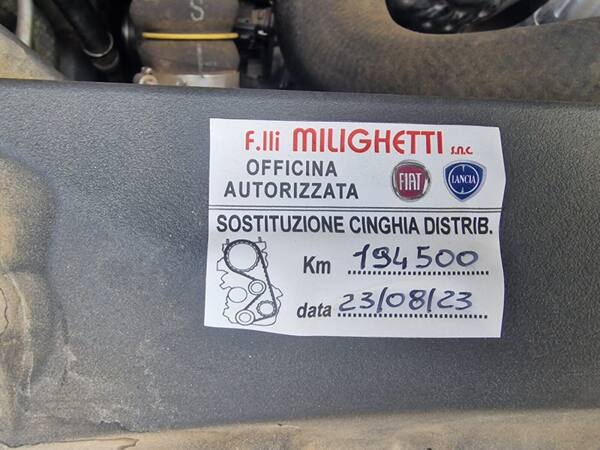 F.lli MILIGHETTI s.n.c.
OFFICINA
AUTORIZZATA
FIAT
LANCIA
SOSTITUZIONE CINGHIA DISTRIB.
Km 194500
data 23/08/23